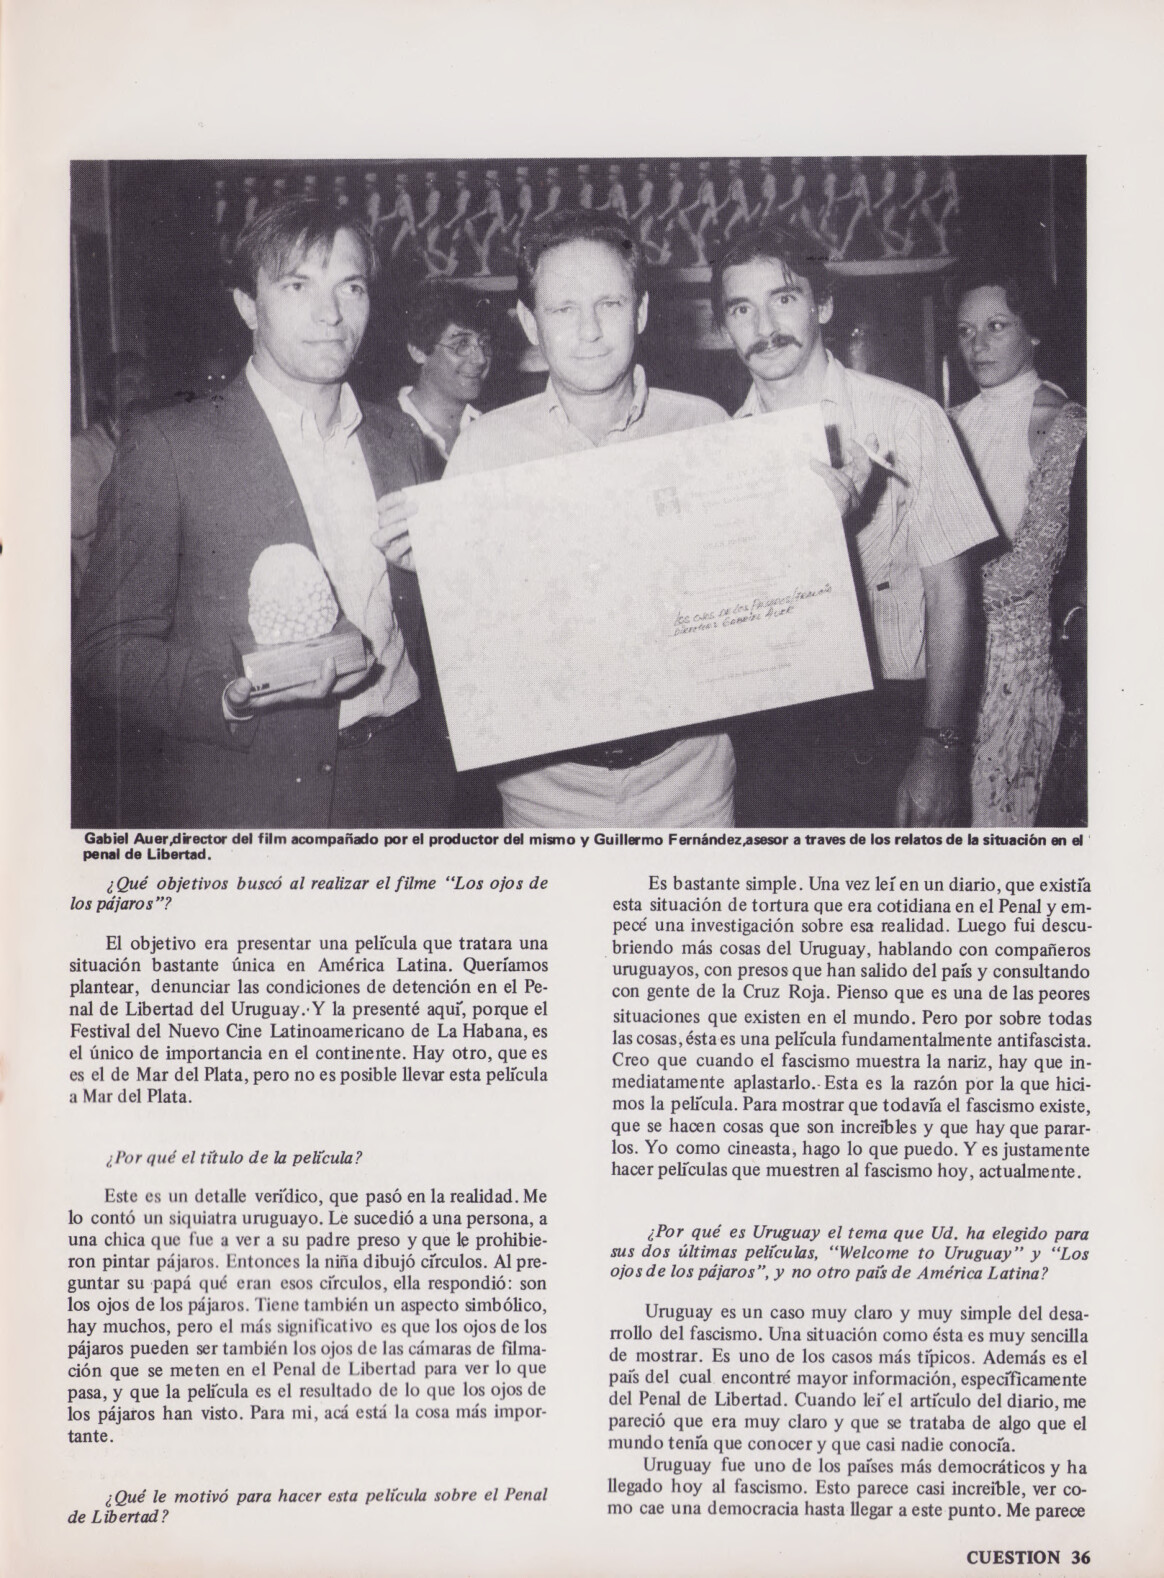 LOS OJOS DE LOS PÁJAROS/FRANCIA
DIRECTOR: GABRIEL AUER
Gabiel Auer,director del film acompañado por el productor del mismo y Guillermo Fernández,asesor a traves de los relatos de la situación en el
penal de Libertad.
¿Qué objetivos buscó al realizar el filme “Los ojos de
los pájaros”?
El objetivo era presentar una película que tratara una
situación bastante única en América Latina. Queríamos
plantear, denunciar las condiciones de detención en el Pe-
nal de Libertad del Uruguay. Y la presenté aquí, porque el
Festival del Nuevo Cine Latinoamericano de La Habana, es
el único de importancia en el continente. Hay otro, que es
es el de Mar del Plata, pero no es posible llevar esta película
a Mar del Plata.
¿Por qué el título de la película?
Este es un detalle verídico, que pasó en la realidad. Me
lo contó un siquiatra uruguayo. Le sucedió a una persona, a
una chica que fue a ver a su padre preso y que le prohibie-
ron pintar pájaros. Entonces la niña dibujó círculos. Al pre-
guntar su papá qué eran esos círculos, ella respondió: son
los ojos de los pájaros. Tiene también un aspecto simbólico,
hay muchos, pero el más significativo es que los ojos de los
pájaros pueden ser también los ojos de las cámaras de filma-
ción que se meten en el Penal de Libertad para ver lo que
pasa, y que la película es el resultado de lo que los ojos de
los pájaros han visto. Para mi, acá está la cosa más impor-
tante.
¿Qué le motivó para hacer esta película sobre el Penal
de Libertad?
Es bastante simple. Una vez leí en un diario, que existía
esta situación de tortura que era cotidiana en el Penal y em-
pecé una investigación sobre esa realidad. Luego fui descu-
briendo más cosas del Uruguay, hablando con compañeros
uruguayos, con presos que han salido del país y consultando
con gente de la Cruz Roja. Pienso que es una de las peores
situaciones que existen en el mundo. Pero por sobre todas
las cosas, ésta es una película fundamentalmente antifascista.
Creo que cuando el fascismo muestra la nariz, hay que in-
mediatamente aplastarlo. Esta es la razón por la que hici-
mos la película. Para mostrar que todavía el fascismo existe,
que se hacen cosas que son increibles y que hay que parar-
los. Yo como cineasta, hago lo que puedo. Y es justamente
hacer películas que muestren al fascismo hoy, actualmente.
¿Por qué es Uruguay el tema que Ud. ha elegido para
sus dos últimas películas, “Welcome to Uruguay” y “Los
ojos de los pájaros”, y no otro país de América Latina?
Uruguay es un caso muy claro y muy simple del desa-
rrollo del fascismo. Una situación como ésta es muy sencilla
de mostrar. Es uno de los casos más típicos. Además es el
país del cual encontré mayor información, específicamente
del Penal de Libertad. Cuando leí el artículo del diario, me
pareció que era muy claro y que se trataba de algo que el
mundo tenía que conocer y que casi nadie conocía.
Uruguay fue uno de los países más democráticos y ha
llegado hoy al fascismo. Esto parece casi increible, ver co-
mo cae una democracia hasta llegar a este punto. Me parece
CUESTION 36